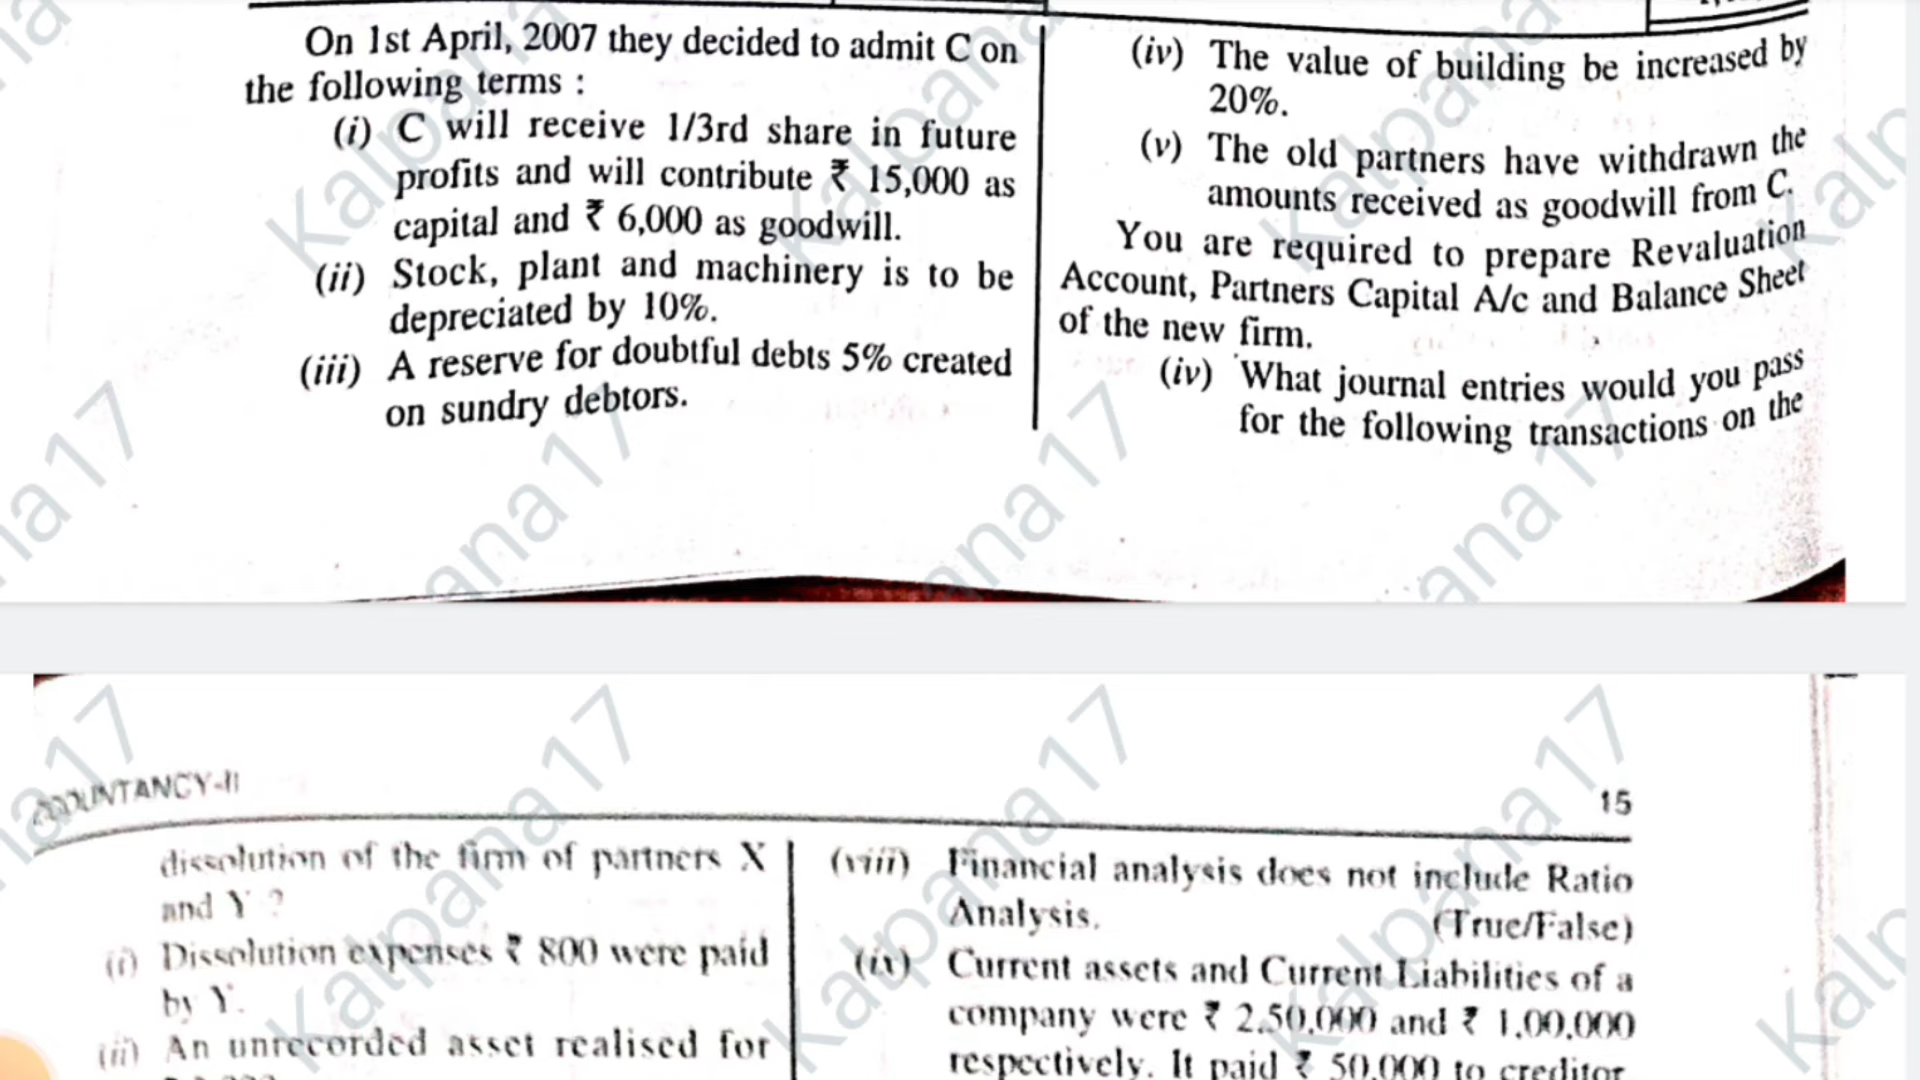 On 1st April, 2007 they decided to admit C on
the following terms :
(i) C will receive 1/3rd share in future
profits and will contribute ₹ 15,000 as
capital and ₹ 6,000 as goodwill.
(ii) Stock, plant and machinery is to be
depreciated by 10%.
(iii) A reserve for doubtful debts 5% created
on sundry debtors.
(iv) The value of building be increased by
20%.
(v) The old partners have withdrawn the
amounts received as goodwill from C.
You are required to prepare Revaluation
Account, Partners Capital A/c and Balance Sheet
of the new firm.
(iv) What journal entries would you pass
for the following transactions on the
15
dissolution of the firm of partners X
and Y ?
(i) Dissolution expenses ₹ 800 were paid
by Y.
(ii) An unrecorded asset realised for
(viii) Financial analysis does not include Ratio
Analysis. (True/False)
(ix) Current assets and Current Liabilities of a
company were ₹ 2,50,000 and ₹ 1,00,000
respectively. It paid ₹ 50,000 to creditor
Kalpana17
Kalpana17
Kalpana17
Kalpana17
Kalpana17
Kalpana17